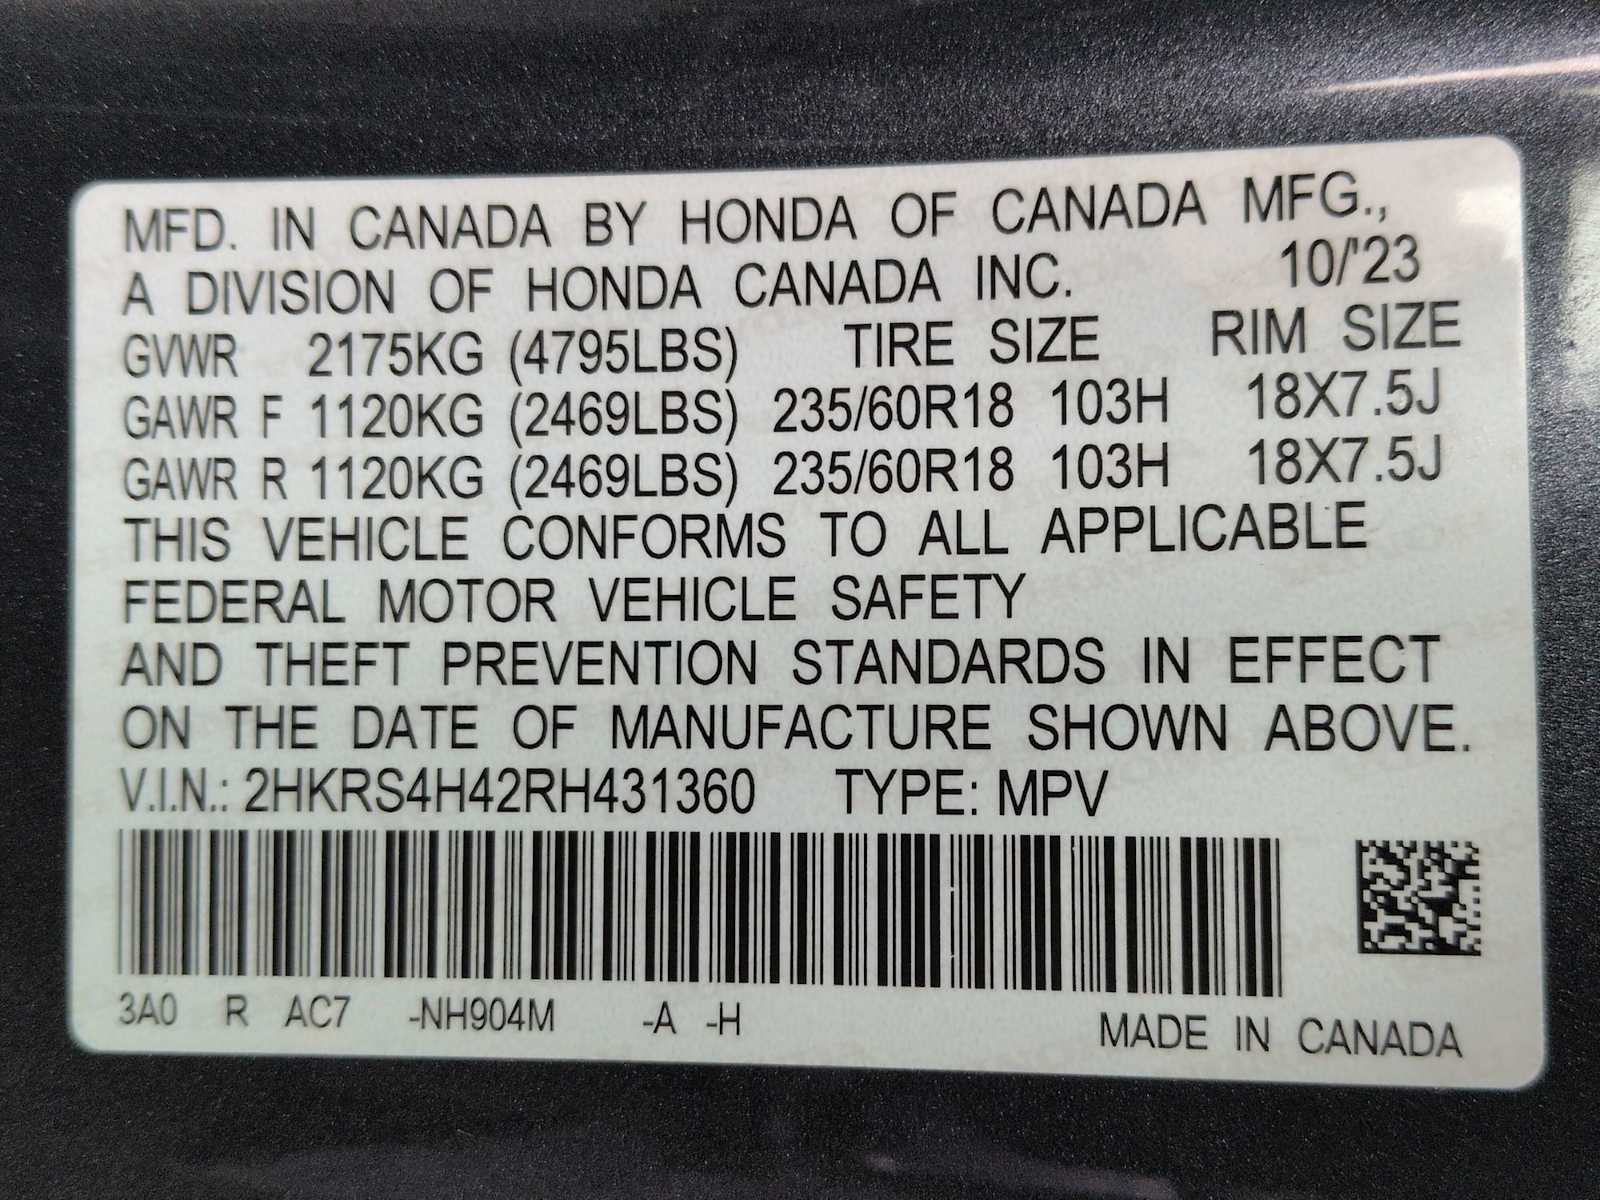 MFD. IN CANADA BY HONDA OF CANADA MFG.,
A DIVISION OF HONDA CANADA INC. 10/'23
GVWR 2175KG (4795LBS) TIRE SIZE RIM SIZE
GAWR F 1120KG (2469LBS) 235/60R18 103H 18X7.5J
GAWR R 1120KG (2469LBS) 235/60R18 103H 18X7.5J
THIS VEHICLE CONFORMS TO ALL APPLICABLE
FEDERAL MOTOR VEHICLE SAFETY
AND THEFT PREVENTION STANDARDS IN EFFECT
ON THE DATE OF MANUFACTURE SHOWN ABOVE.
V.I.N.: 2HKRS4H42RH431360 TYPE: MPV
3A0 R AC7 -NH904M -A -H MADE IN CANADA